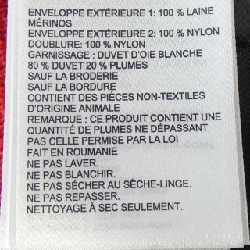 ENVELOPPE EXTÉRIEURE 1: 100 % LAINE
MÉRINOS
ENVELOPPE EXTÉRIEURE 2: 100 % NYLON
DOUBLURE: 100 % NYLON
GARNISSAGE: DUVET D'OIE BLANCHE
80 % DUVET 20 % PLUMES
SAUF LA BRODERIE
SAUF LA BORDURE
CONTIENT DES PIÈCES NON-TEXTILES
D'ORIGINE ANIMALE
REMARQUE : CE PRODUIT CONTIENT UNE
QUANTITÉ DE PLUMES NE DÉPASSANT
PAS CELLE PERMISE PAR LA LOI
FAIT EN ROUMANIE
NE PAS LAVER.
NE PAS BLANCHIR.
NE PAS SÉCHER AU SÈCHE-LINGE.
NE PAS REPASSER.
NETTOYAGE À SEC SEULEMENT.